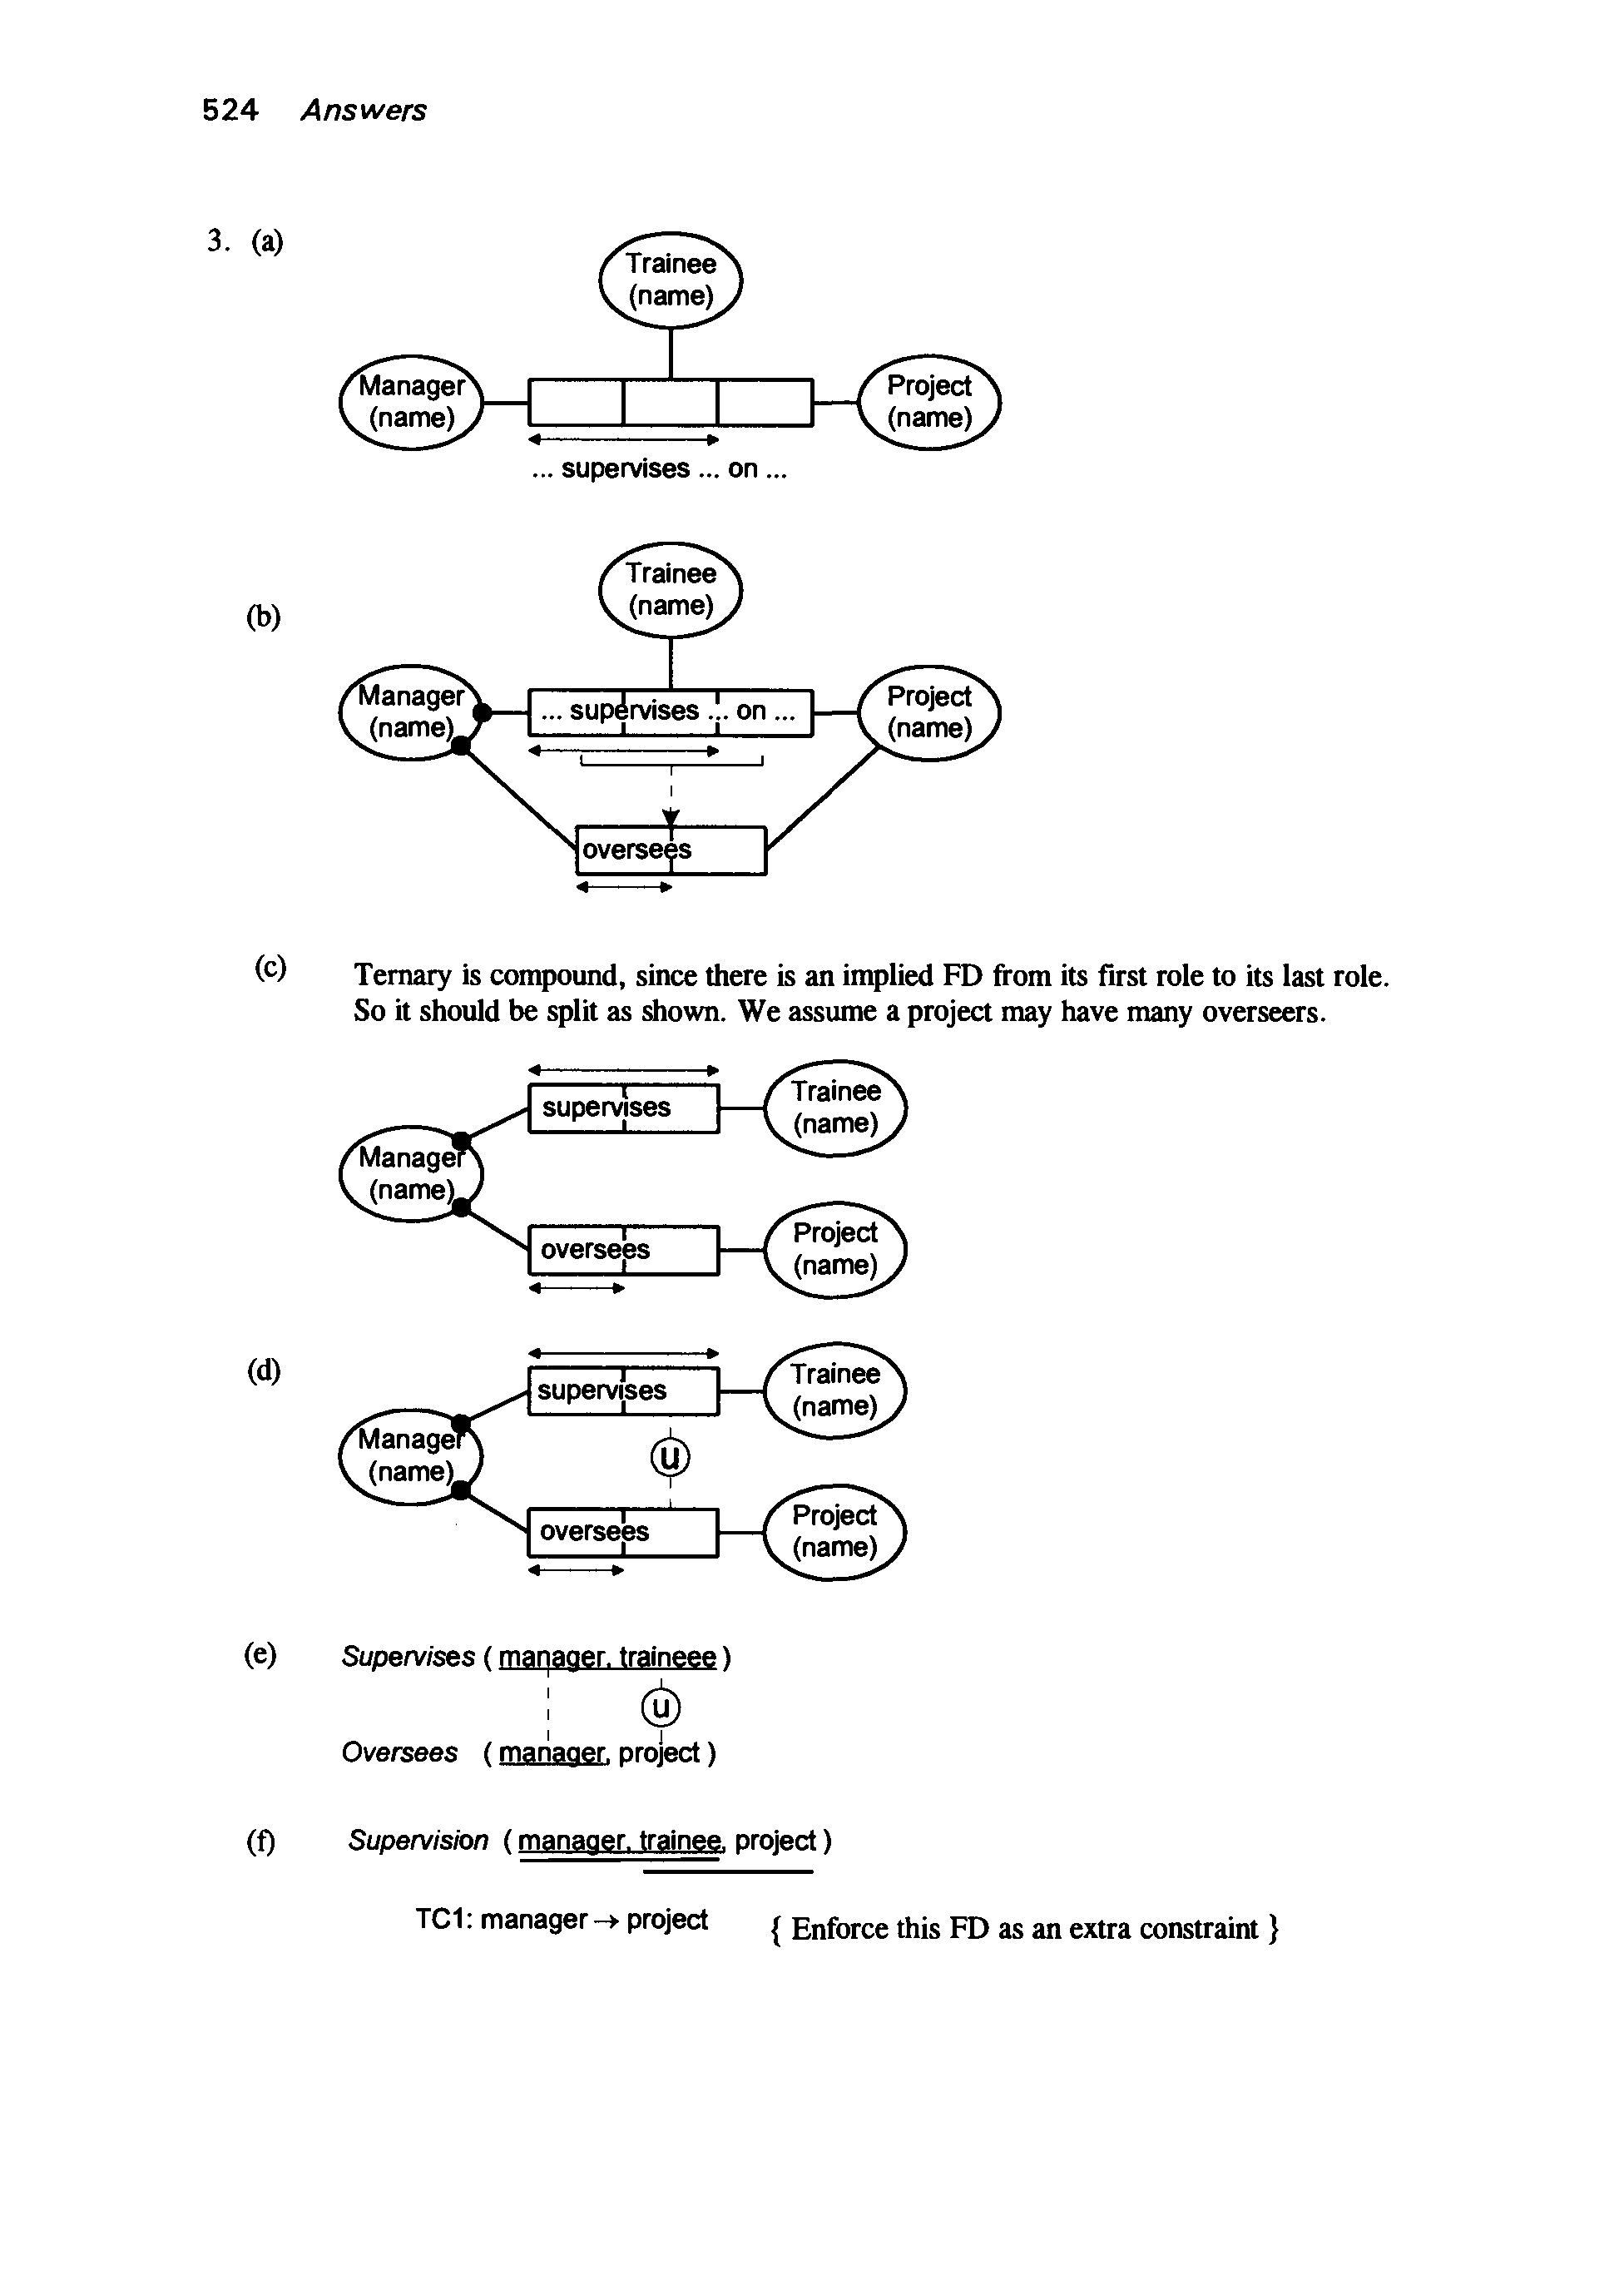 524 Answers
3. (a)
Trainee
(name)
Manager
(name)
Project
(name)
... supervises ... on ...
(b)
Trainee
(name)
Manager
(name)
... supervises ... on ...
Project
(name)
oversees
(c) Ternary is compound, since there is an implied FD from its first role to its last role.
So it should be split as shown. We assume a project may have many overseers.
supervises
Trainee
(name)
Manager
(name)
oversees
Project
(name)
(d)
supervises
Trainee
(name)
Manager
(name)
u
oversees
Project
(name)
(e) Supervises ( manager, traineee )
u
Oversees ( manager, project )
(f) Supervision ( manager, trainee, project )
TC1: manager → project { Enforce this FD as an extra constraint }